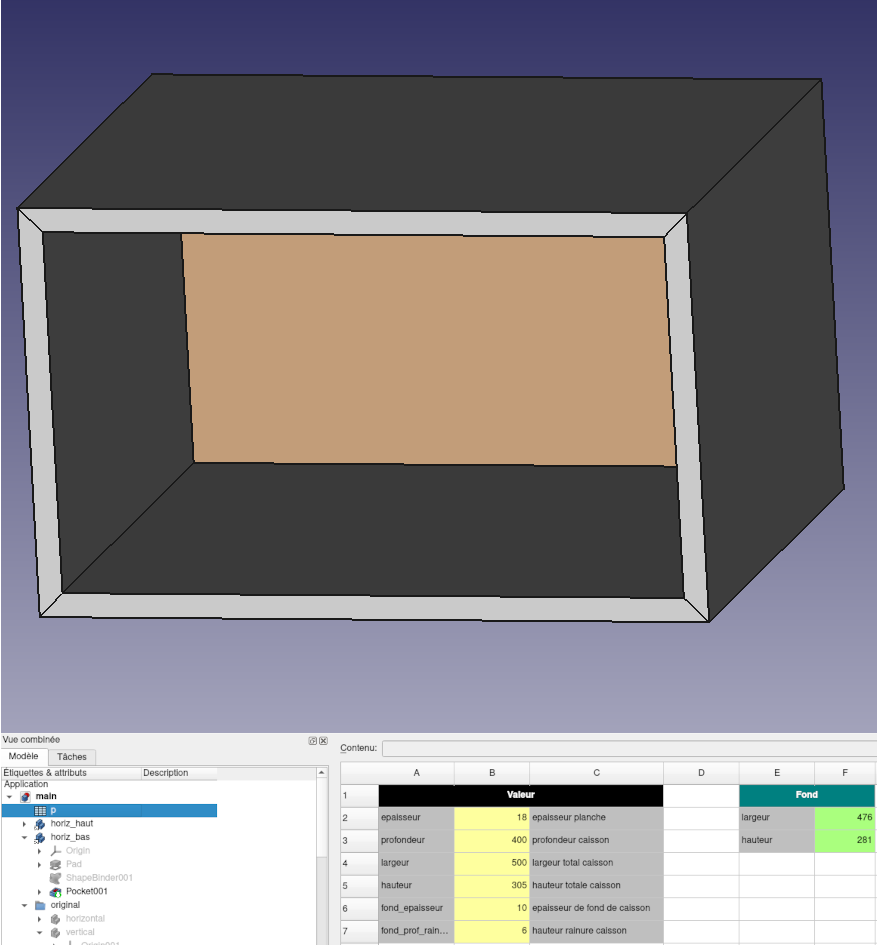 Vue combinée
Modèle Tâches
Étiquettes & attributs Description
Application
main
p
horiz_haut
horiz_bas
Origin
Pad
ShapeBinder001
Pocket001
original
horizontal
vertical
Origin001
Contenu:
A B C D E F
1 Valeur Fond
2 epaisseur 18 epaisseur planche largeur 476
3 profondeur 400 profondeur caisson hauteur 281
4 largeur 500 largeur total caisson
5 hauteur 305 hauteur totale caisson
6 fond_epaisseur 10 epaisseur de fond de caisson
7 fond_prof_rain... 6 hauteur rainure caisson